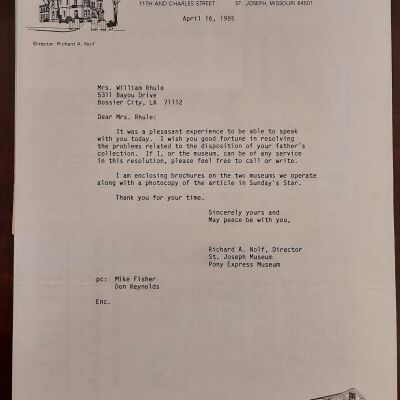 11TH AND CHARLES STREET ST. JOSEPH, MISSOURI 64501
April 16, 1985
Director: Richard A. Nolf
Mrs. William Rhule
5311 Bayou Drive
Bossier City, LA 71112
Dear Mrs. Rhule:
It was a plesasant experience to be able to speak
with you today. I wish you good fortune in resolving
the problems related to the disposition of your father's
collection. If I, or the museum, can be of any service
in this resolution, please feel free to call or write.
I am enclosing brochures on the two museums we operate
along with a photocopy of the article in Sunday's Star.
Thank you for your time.
Sincerely yours and
May peace be with you,
Richard A. Nolf, Director
St. Joseph Museum
Pony Express Museum
pc: Mike Fisher
Don Reynolds
Enc.